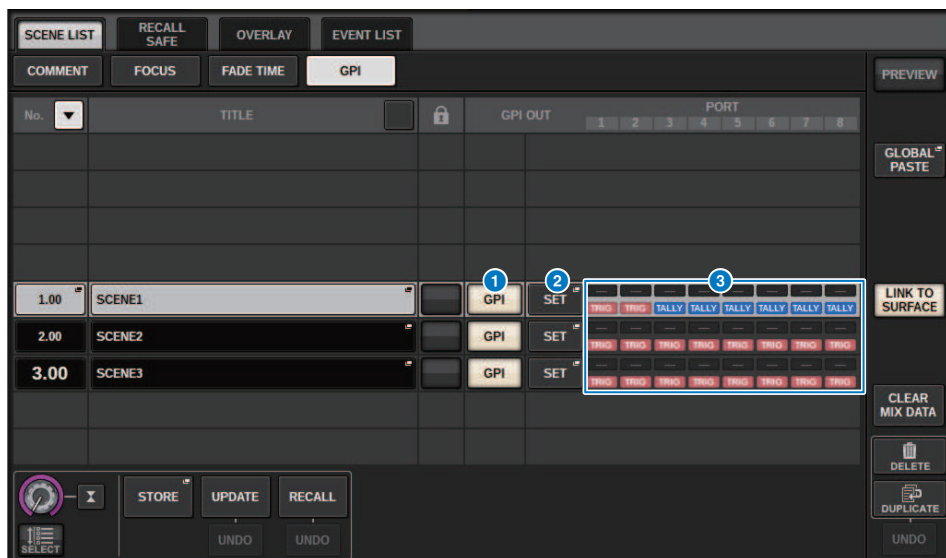 SCENE LIST RECALL SAFE OVERLAY EVENT LIST
COMMENT FOCUS FADE TIME GPI PREVIEW
No. TITLE GPI OUT PORT
1 2 3 4 5 6 7 8
GLOBAL PASTE
1 2 3
1.00 SCENE1 GPI SET — — — — — — — — LINK TO SURFACE
TRIG TRIG TALLY TALLY TALLY TALLY TALLY TALLY
2.00 SCENE2 GPI SET — — — — — — — —
TRIG TRIG TRIG TRIG TRIG TRIG TRIG TRIG
3.00 SCENE3 GPI SET — — — — — — — —
TRIG TRIG TRIG TRIG TRIG TRIG TRIG TRIG
CLEAR MIX DATA
DELETE
STORE UPDATE RECALL DUPLICATE
SELECT UNDO UNDO UNDO